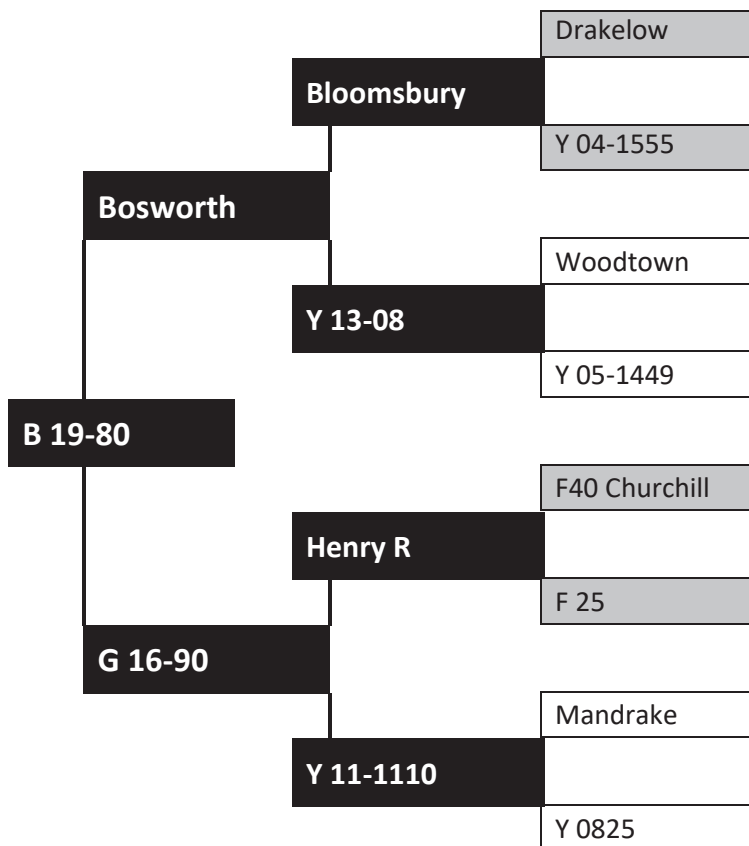 Drakelow
Bloomsbury
Y 04-1555
Bosworth
Woodtown
Y 13-08
Y 05-1449
B 19-80
F40 Churchill
Henry R
F 25
G 16-90
Mandrake
Y 11-1110
Y 0825